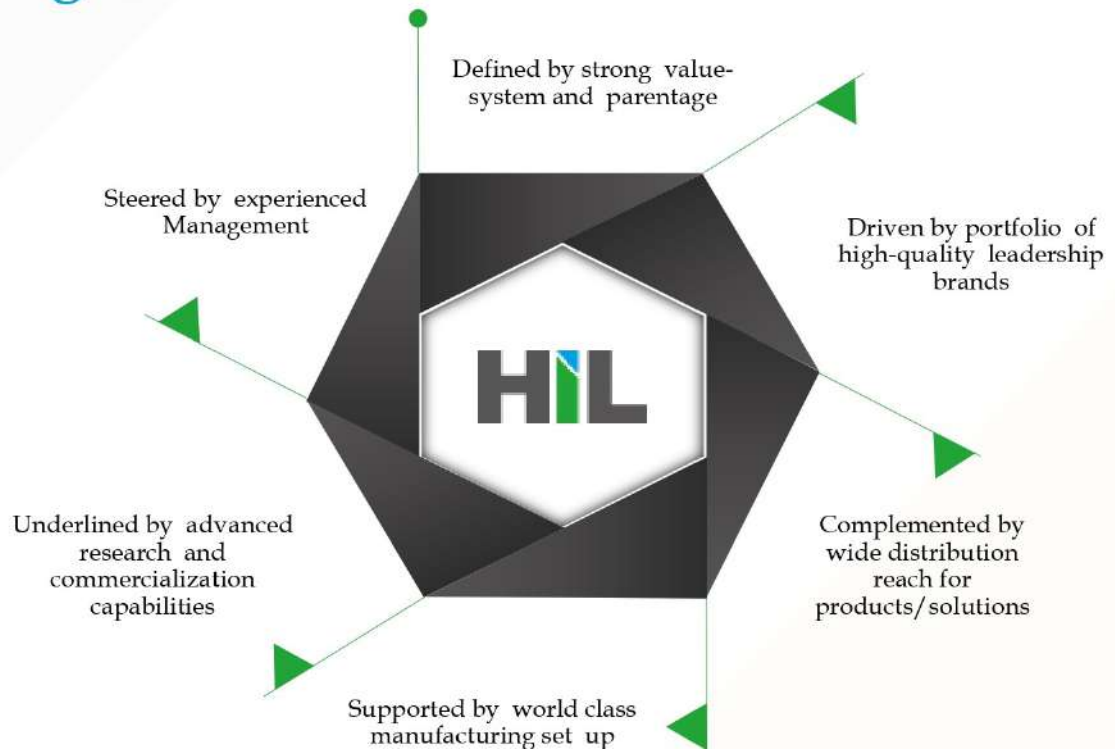 Defined by strong value-
system and parentage
Driven by portfolio of
high-quality leadership
brands
Complemented by
wide distribution
reach for
products/solutions
Supported by world class
manufacturing set up
Underlined by advanced
research and
commercialization
capabilities
Steered by experienced
Management
HIL